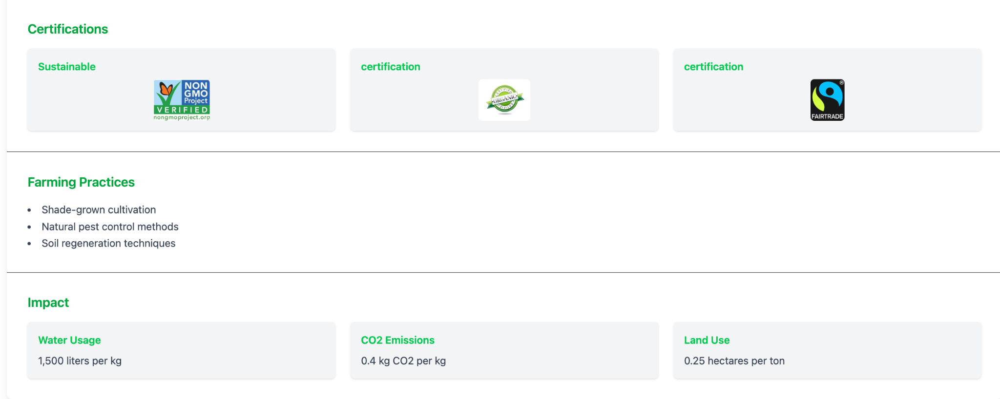 Certifications
Sustainable
NON
GMO
Project
VERIFIED
nongmoproject.org
certification
CERTIFIED
ORGANIC
CERTIFIED
certification
®
FAIRTRADE
Farming Practices
• Shade-grown cultivation
• Natural pest control methods
• Soil regeneration techniques
Impact
Water Usage
1,500 liters per kg
CO2 Emissions
0.4 kg CO2 per kg
Land Use
0.25 hectares per ton